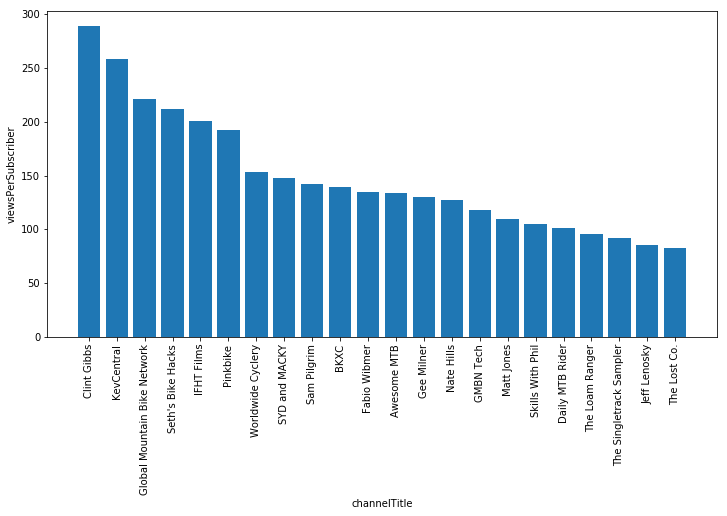 300
250
200
150
100
50
0
viewsPerSubscriber
Clint Gibbs
KevCentral
Global Mountain Bike Network
Seth's Bike Hacks
IFHT Films
Pinkbike
Worldwide Cyclery
SYD and MACKY
Sam Pilgrim
BKXC
Fabio Wibmer
Awesome MTB
Gee Milner
Nate Hills
GMBN Tech
Matt Jones
Skills With Phil
Daily MTB Rider
The Loam Ranger
The Singletrack Sampler
Jeff Lenosky
The Lost Co.
channelTitle